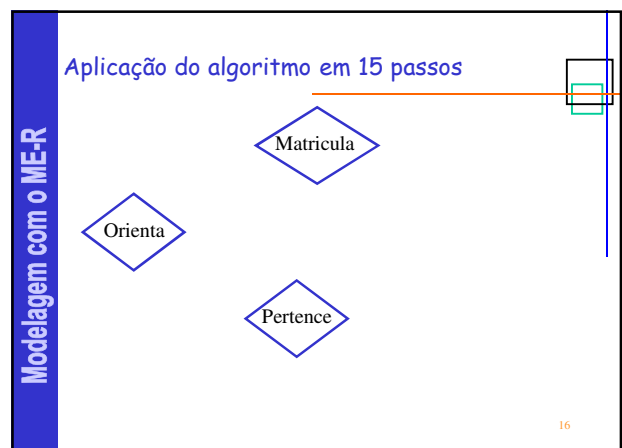 Aplicação do algoritmo em 15 passos
Modelagem com o ME-R
Matricula
Orienta
Pertence
16